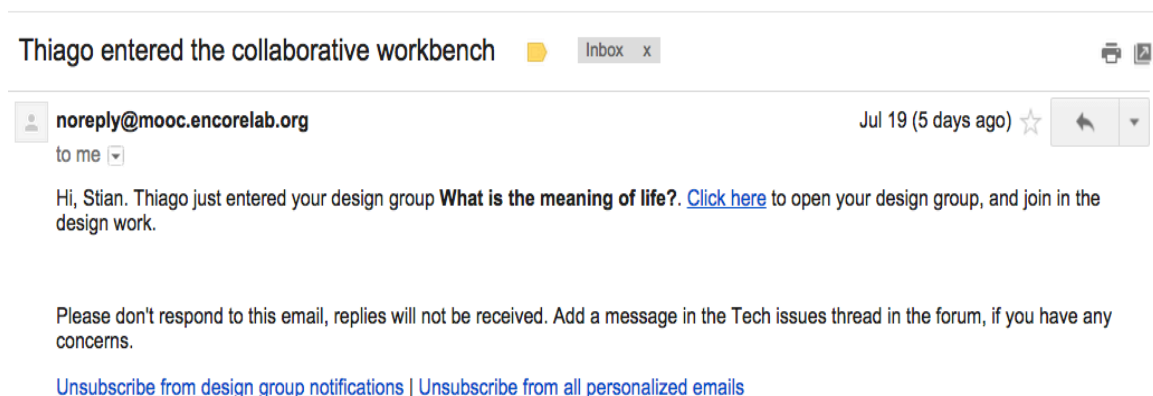 Thiago entered the collaborative workbench Inbox x
noreply@mooc.encorelab.org Jul 19 (5 days ago)
to me
Hi, Stian. Thiago just entered your design group What is the meaning of life?. Click here to open your design group, and join in the
design work.
Please don't respond to this email, replies will not be received. Add a message in the Tech issues thread in the forum, if you have any
concerns.
Unsubscribe from design group notifications | Unsubscribe from all personalized emails